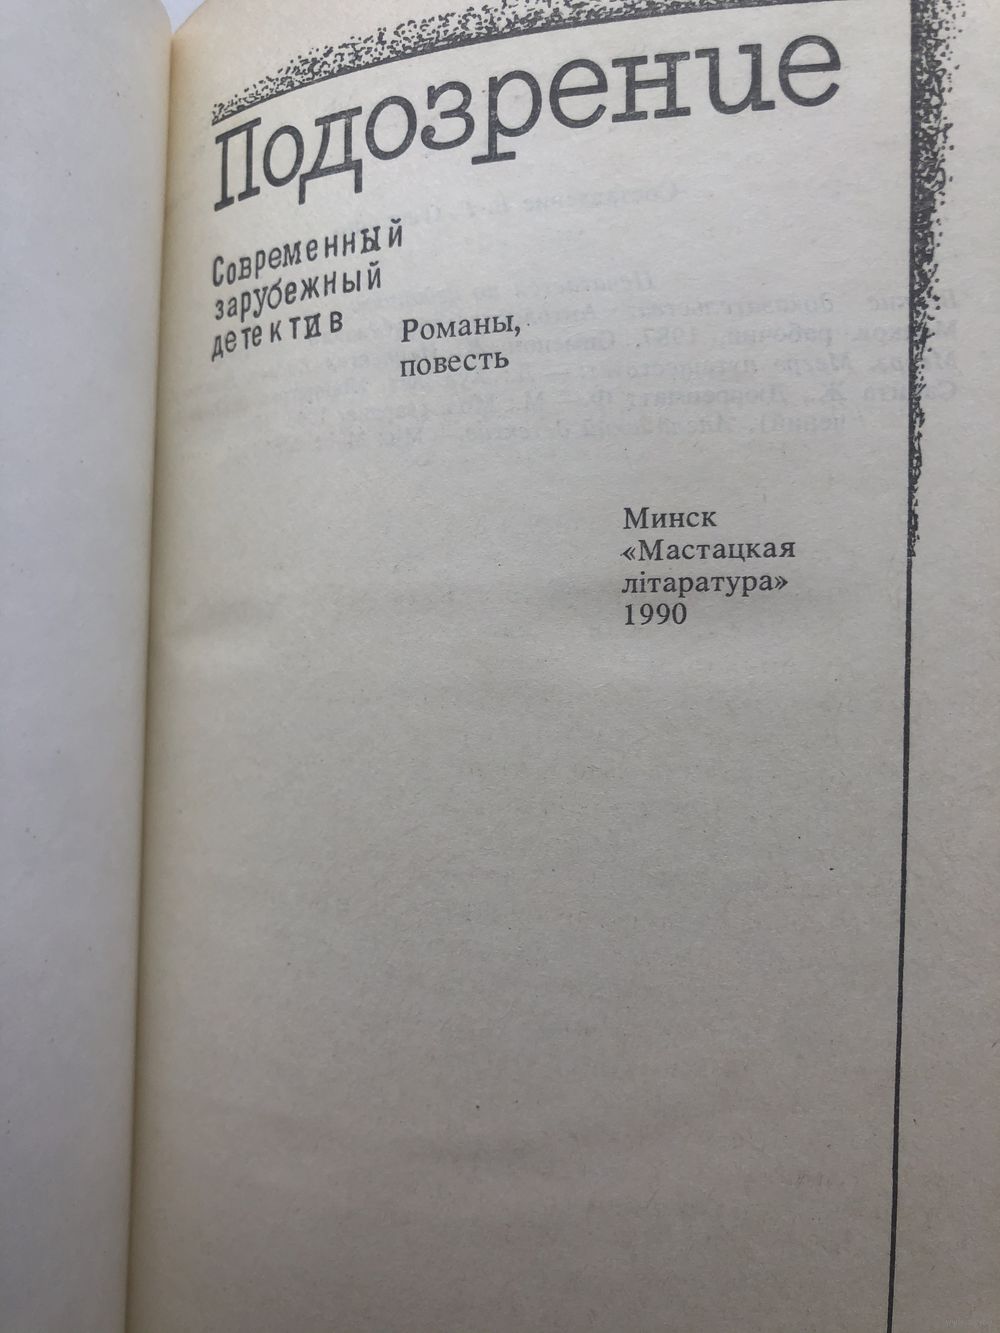 Подозрение
Современный
зарубежный
детектив
Романы,
повесть
Минск
«Мастацкая
літаратура»
1990